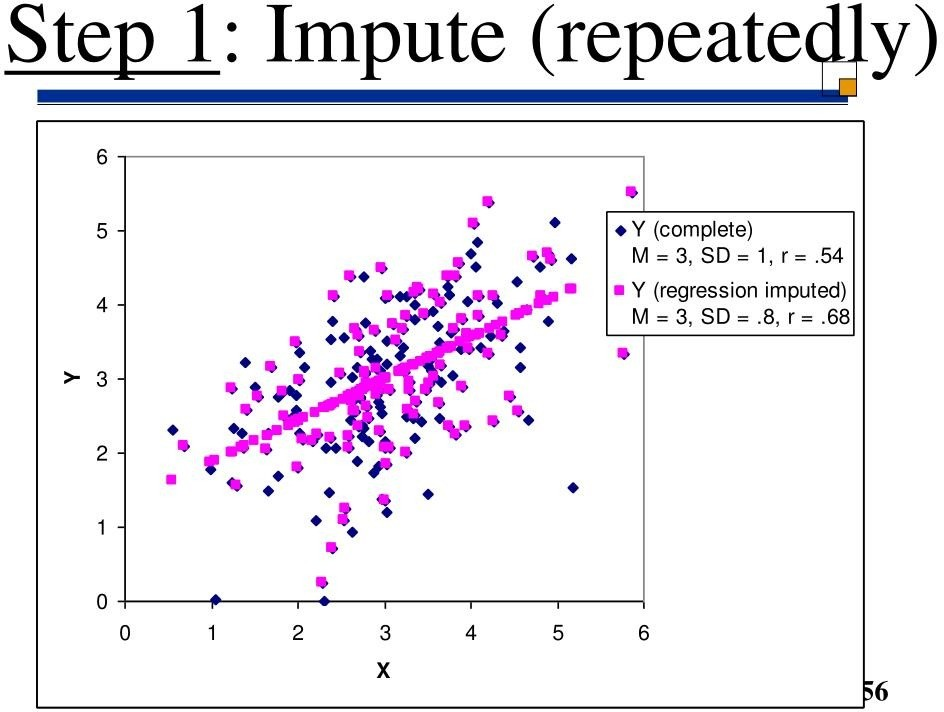 Step 1: Impute (repeatedly)
6
5
4
3
2
1
0
Y
0 1 2 3 4 5 6
X
Y (complete)
M = 3, SD = 1, r = .54
Y (regression imputed)
M = 3, SD = .8, r = .68
56